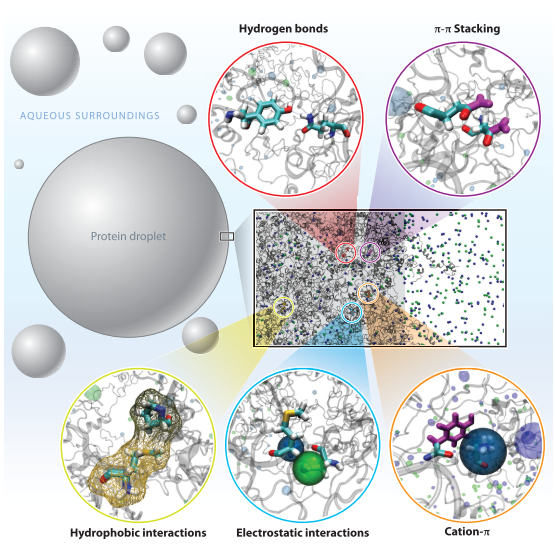 Hydrogen bonds
π-π Stacking
AQUEOUS SURROUNDINGS
Protein droplet
Hydrophobic interactions
Electrostatic interactions
Cation-π